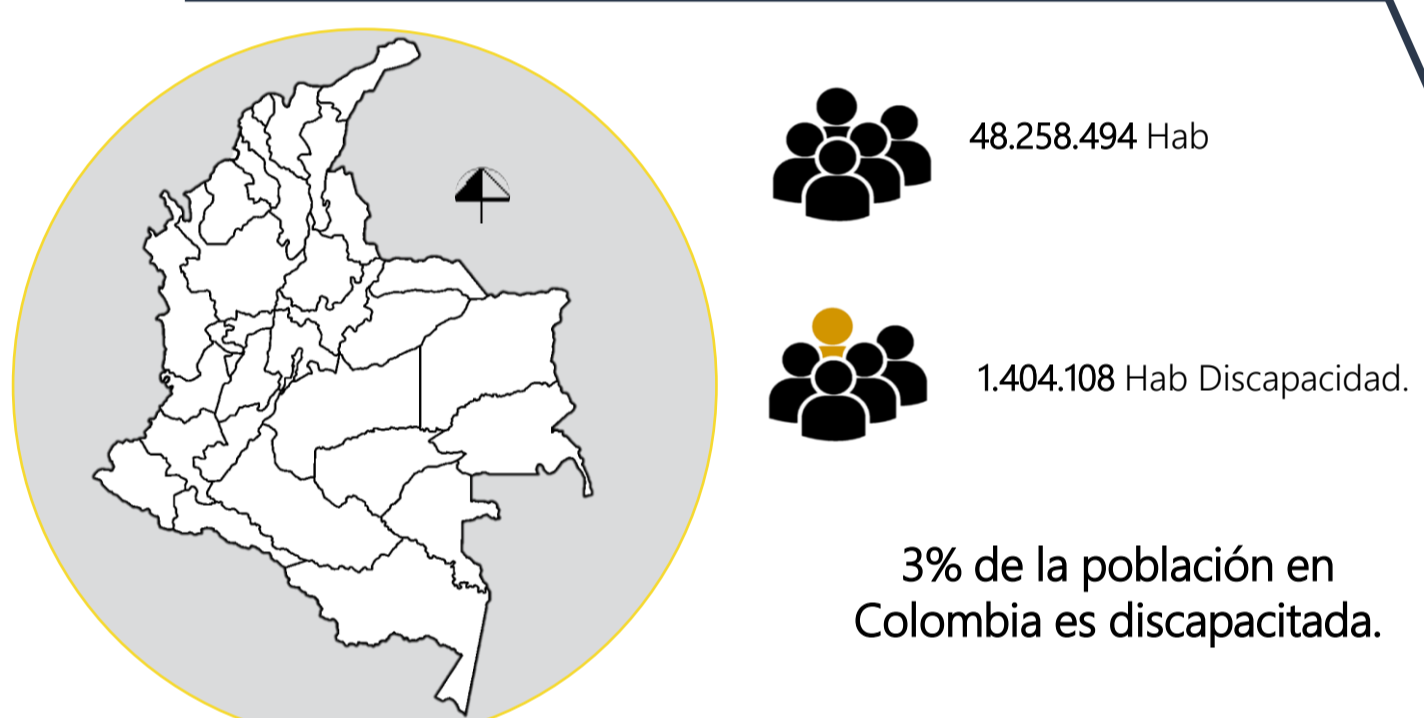 48.258.494 Hab
1.404.108 Hab Discapacidad.
3% de la población en
Colombia es discapacitada.